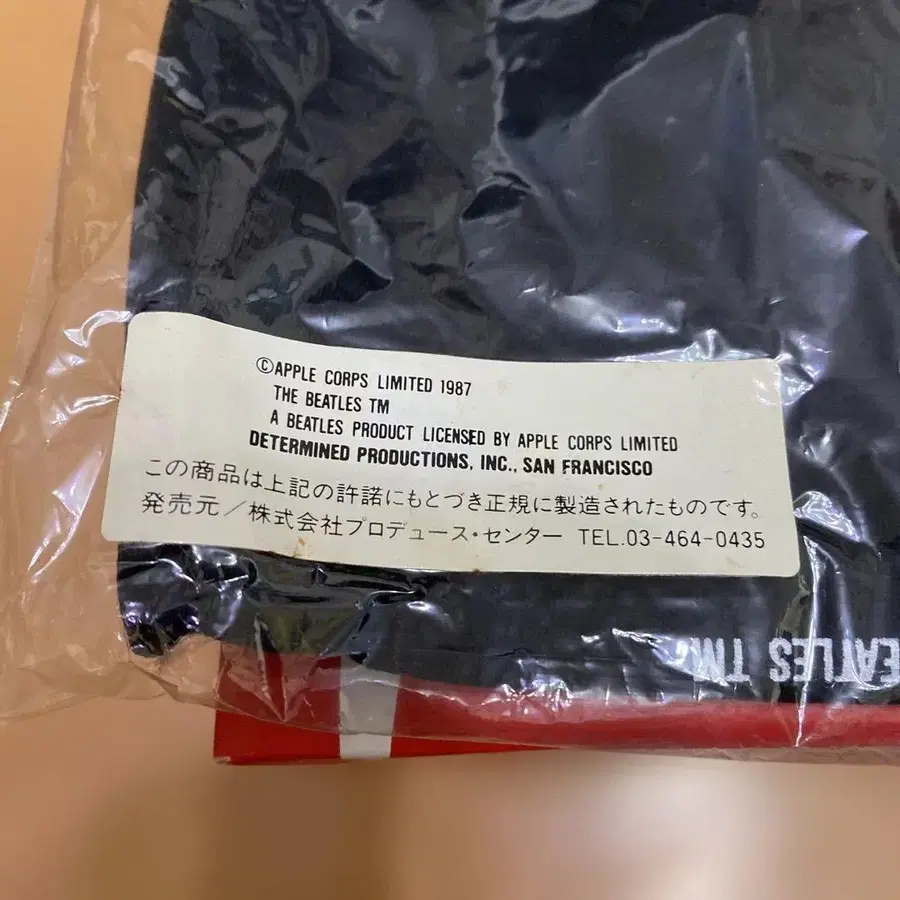 ©APPLE CORPS LIMITED 1987
THE BEATLES TM
A BEATLES PRODUCT LICENSED BY APPLE CORPS LIMITED
DETERMINED PRODUCTIONS, INC., SAN FRANCISCO
この商品は上記の許諾にもとづき正規に製造されたものです。
発売元/株式会社プロデュース・センター TEL.03-464-0435
EATLES TM